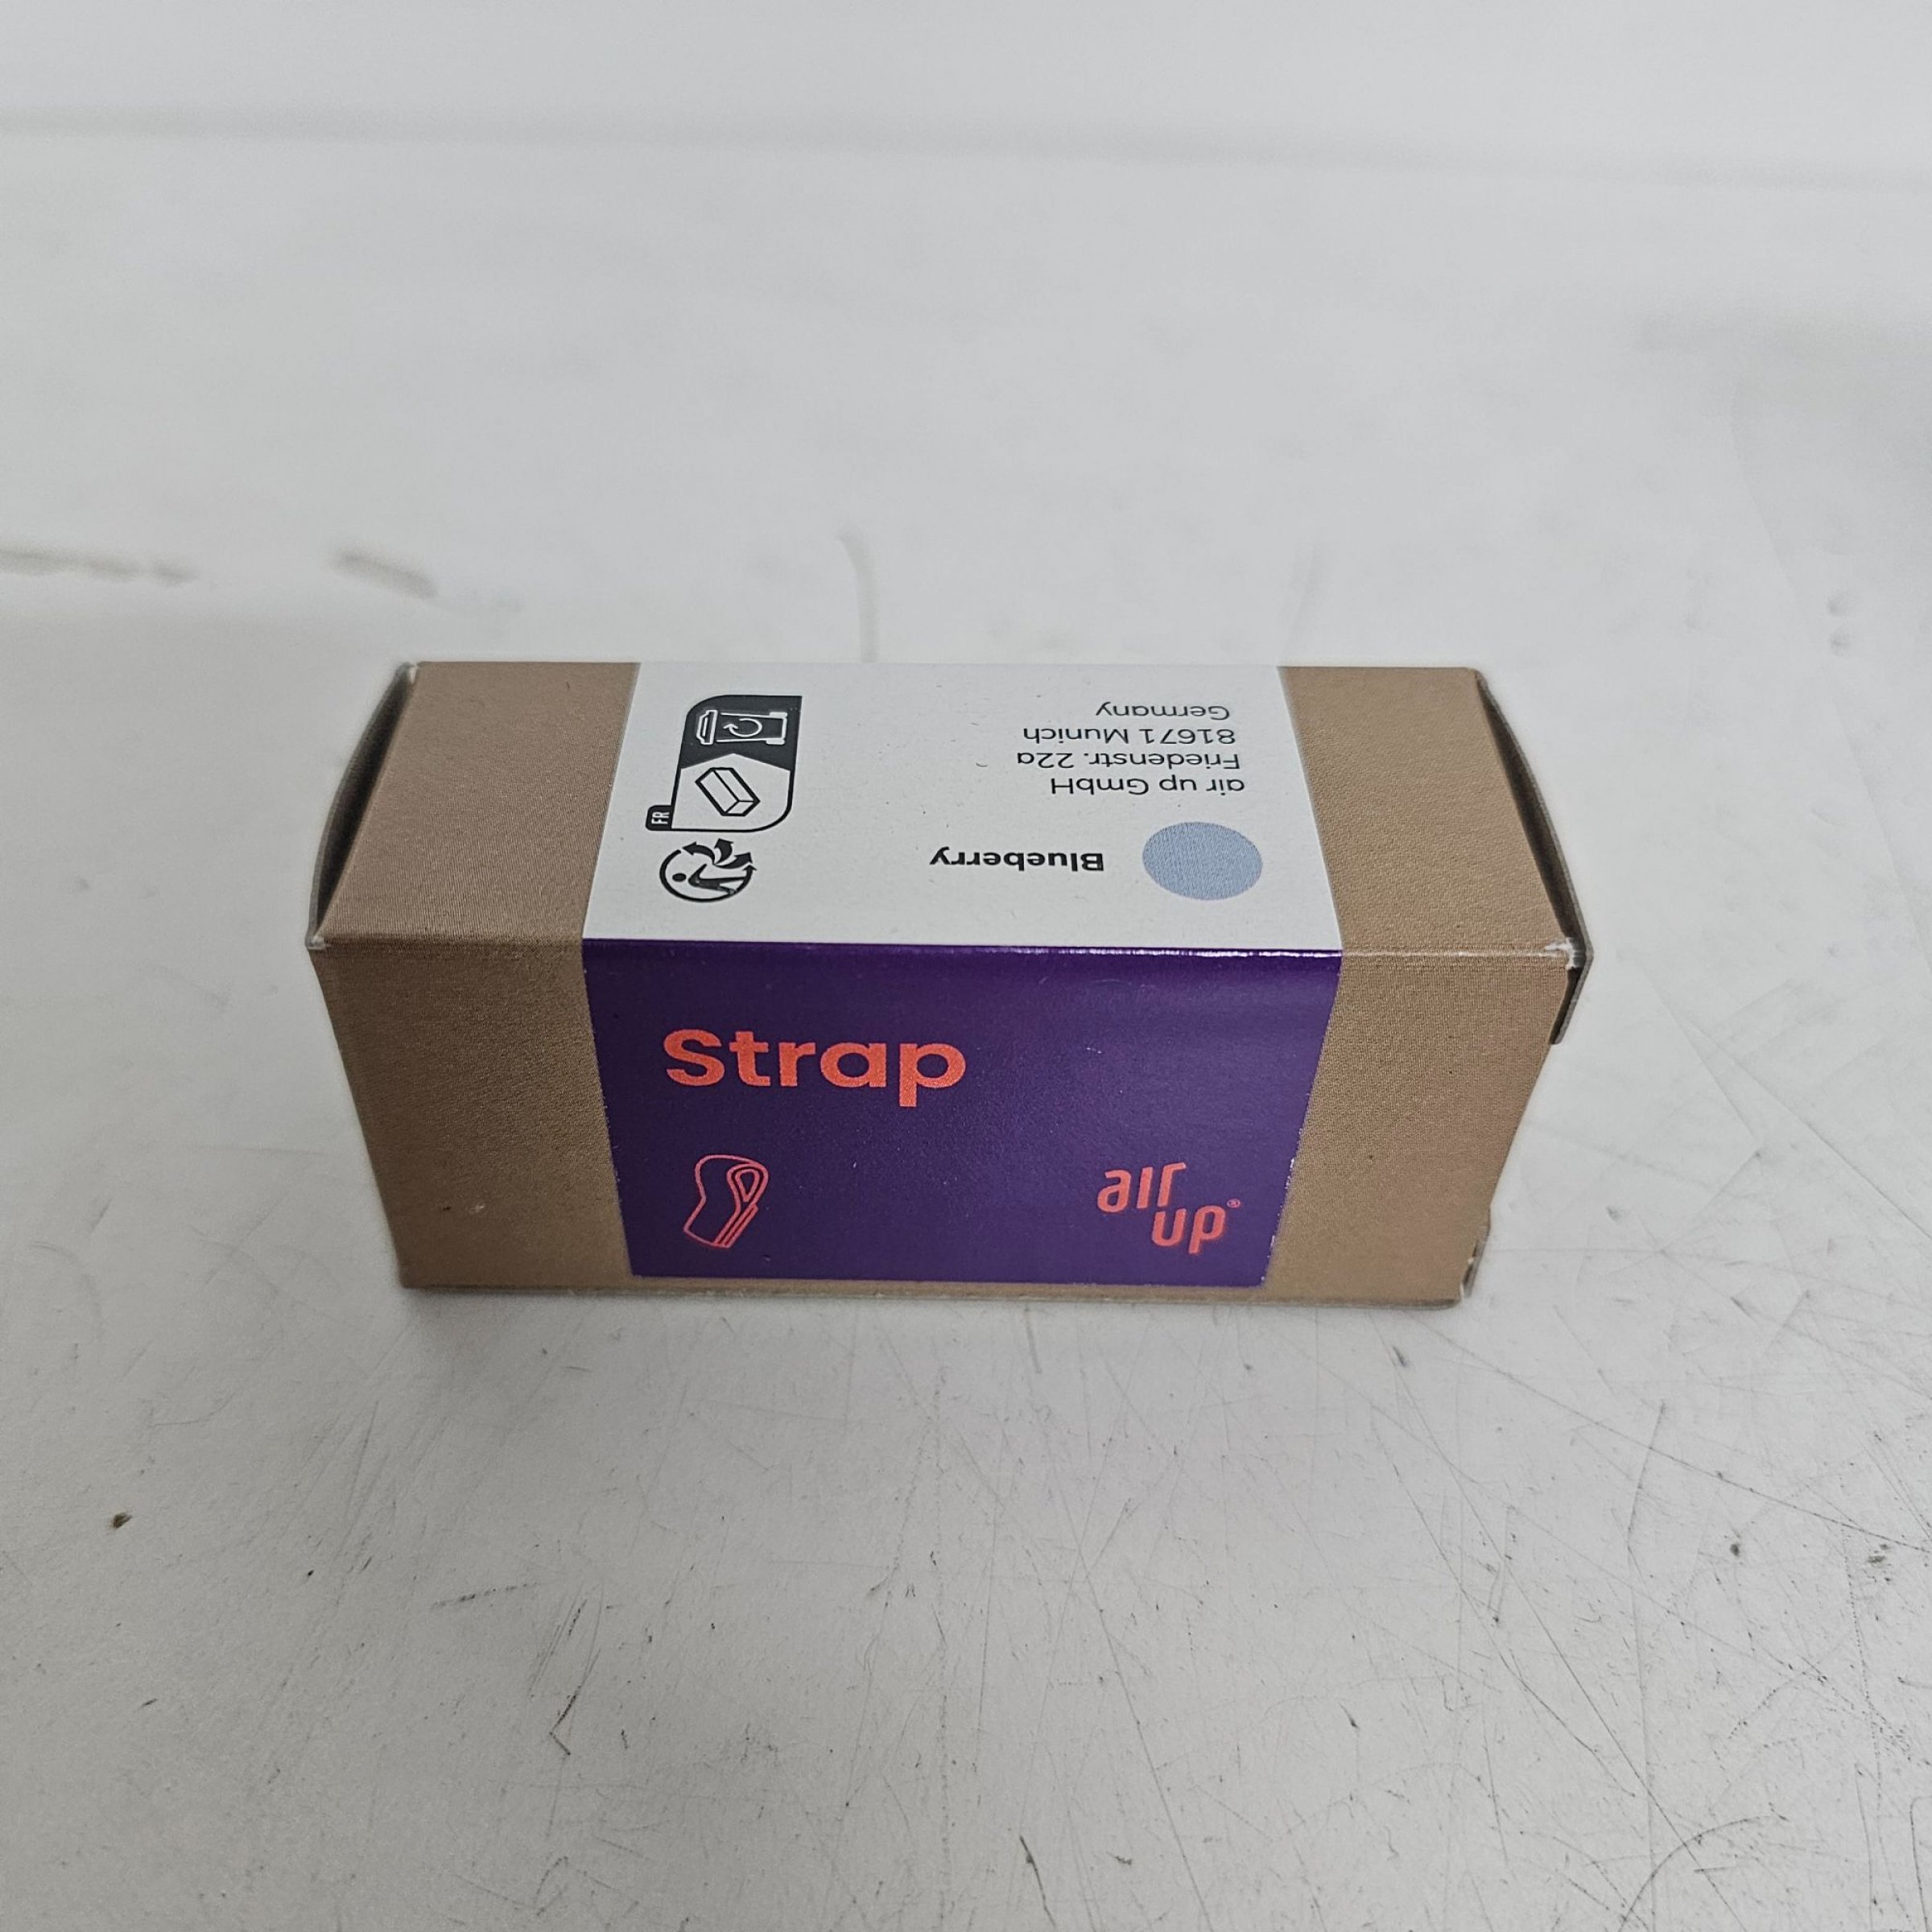 Strap
air
up®
Blueberry
air up GmbH
Friedenstr. 22a
81671 Munich
Germany
FR